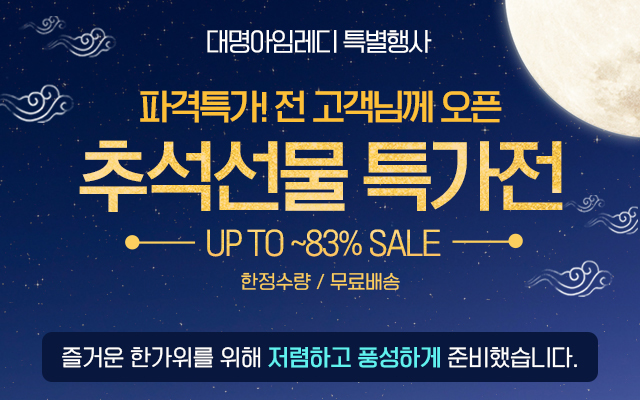 대명아임레디 특별행사
파격특가! 전 고객님께 오픈
추석선물 특가전
UP TO ~83% SALE
한정수량 / 무료배송
즐거운 한가위를 위해 저렴하고 풍성하게 준비했습니다.